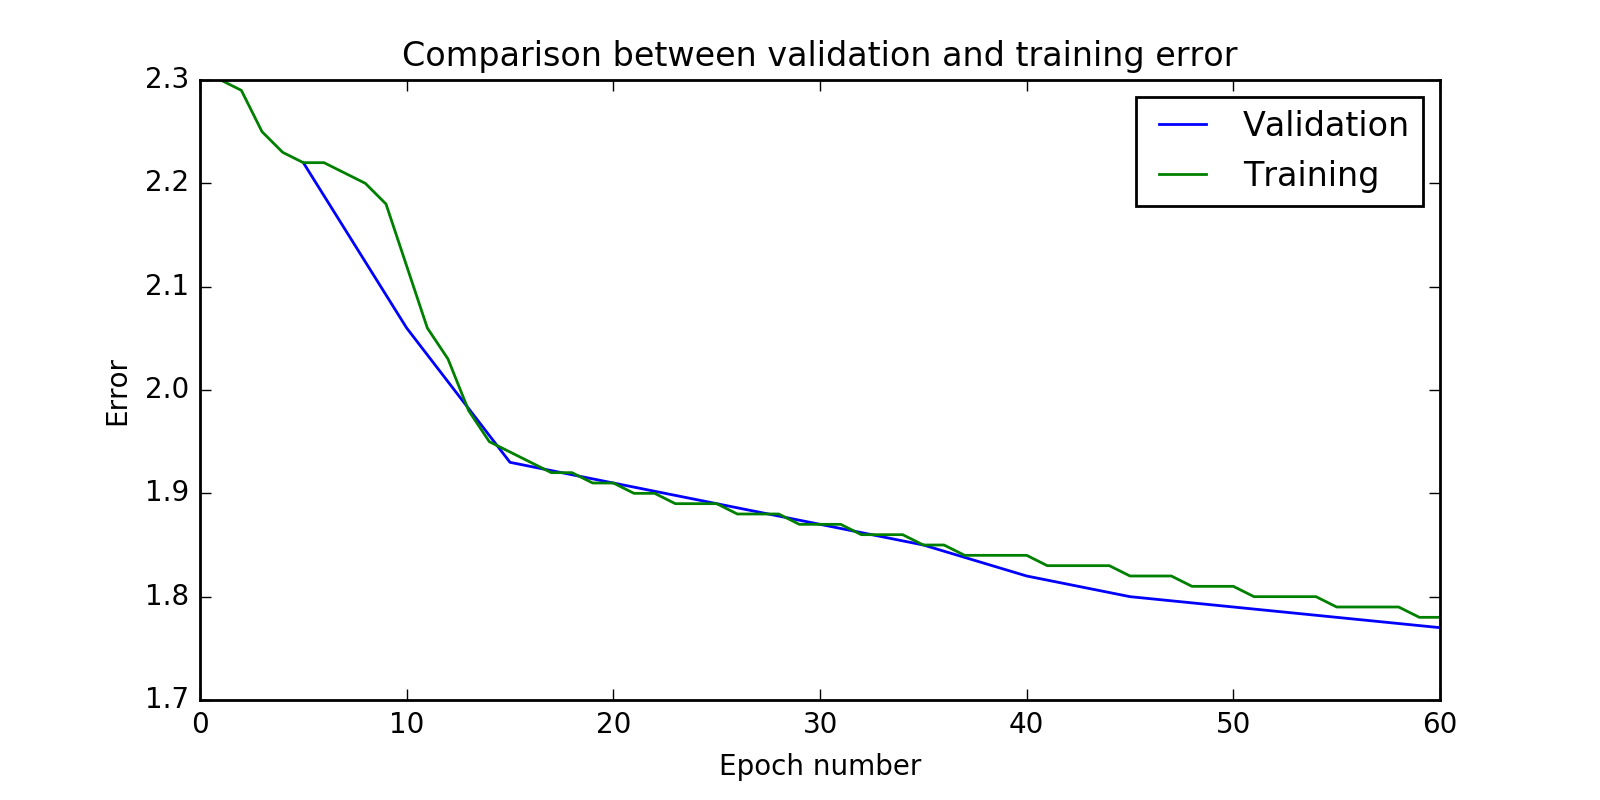 Comparison between validation and training error
2.3
2.2
2.1
2.0
1.9
1.8
1.7
Error
Validation
Training
0 10 20 30 40 50 60
Epoch number